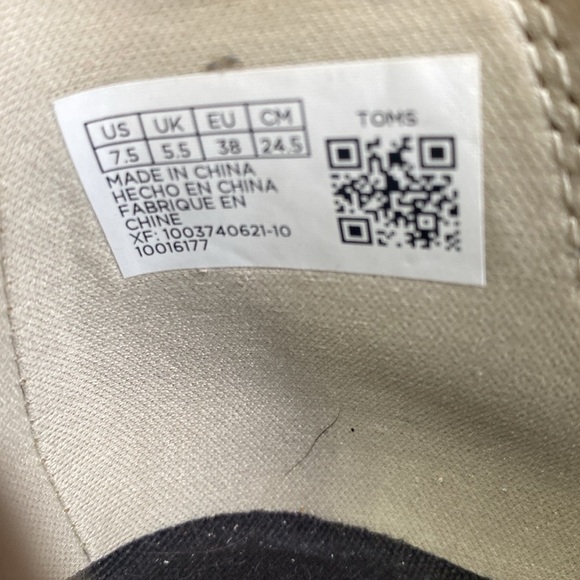 US UK EU CM
7.5 5.5 38 24.5
MADE IN CHINA
HECHO EN CHINA
FABRIQUE EN
CHINE
XF: 1003740621-10
10016177
TOMS